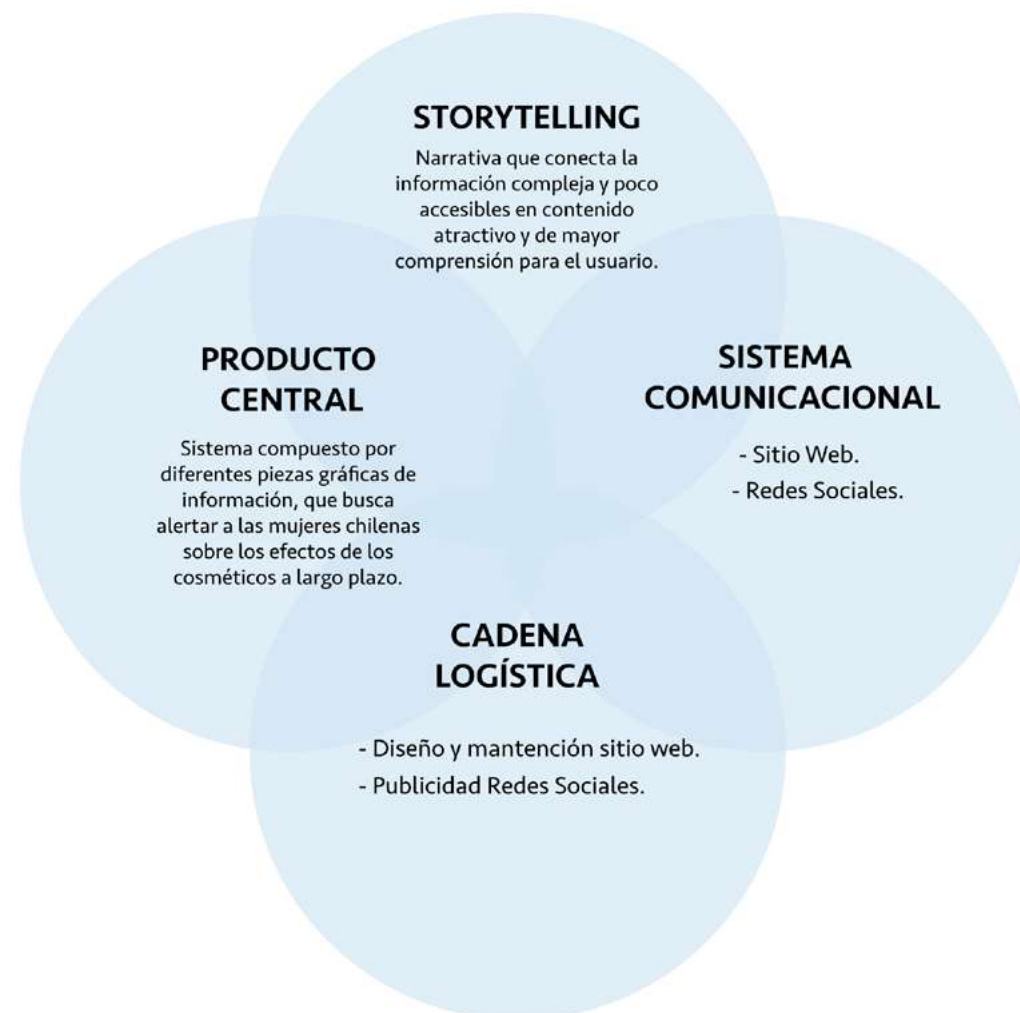 STORYTELLING
Narrativa que conecta la
información compleja y poco
accesibles en contenido
atractivo y de mayor
comprensión para el usuario.
PRODUCTO
CENTRAL
Sistema compuesto por
diferentes piezas gráficas de
información, que busca
alertar a las mujeres chilenas
sobre los efectos de los
cosméticos a largo plazo.
SISTEMA
COMUNICACIONAL
- Sitio Web.
- Redes Sociales.
CADENA
LOGÍSTICA
- Diseño y mantención sitio web.
- Publicidad Redes Sociales.